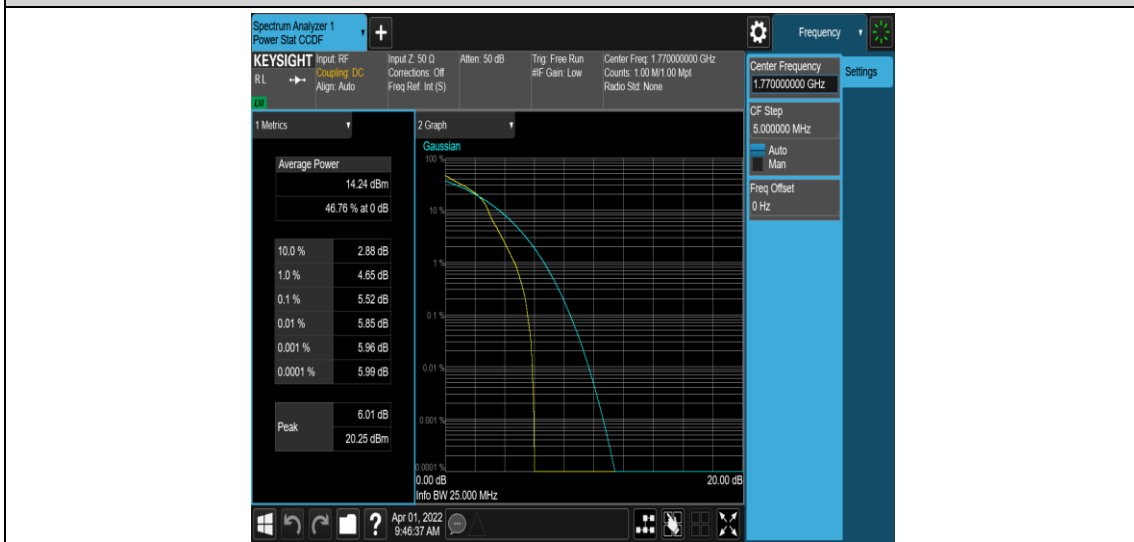 Spectrum Analyzer 1
Power Stat CCDF
+
Frequency
KEYSIGHT
RL
LNI
Input: RF
Coupling: DC
Align: Auto
Input Z: 50 Ω
Corrections: Off
Freq Ref: Int (S)
Atten: 50 dB
Trig: Free Run
#IF Gain: Low
Center Freq: 1.770000000 GHz
Counts: 1.00 M/1.00 Mpt
Radio Std: None
1 Metrics
Average Power
14.24 dBm
46.76 % at 0 dB
10.0 % 2.88 dB
1.0 % 4.65 dB
0.1 % 5.52 dB
0.01 % 5.85 dB
0.001 % 5.96 dB
0.0001 % 5.99 dB
Peak
6.01 dB
20.25 dBm
2 Graph
Gaussian
100 %
10 %
1 %
0.1 %
0.01 %
0.001 %
0.0001 %
0.00 dB 20.00 dB
Info BW 25.000 MHz
Center Frequency
1.770000000 GHz
Settings
CF Step
5.000000 MHz
Auto
Man
Freq Offset
0 Hz
?
Apr 01, 2022
9:46:37 AM